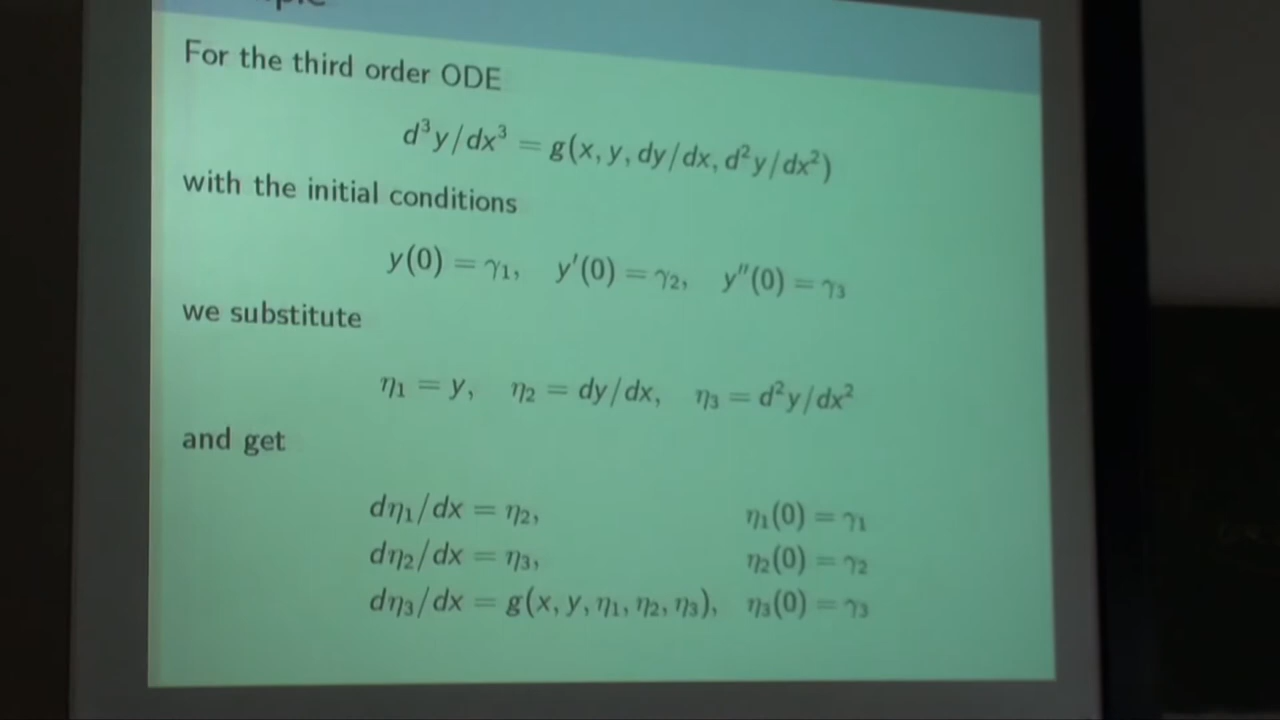 For the third order ODE
d³y/dx³ = g(x, y, dy/dx, d²y/dx²)
with the initial conditions
y(0) = γ₁, y′(0) = γ₂, y″(0) = γ₃
we substitute
η₁ = y, η₂ = dy/dx, η₃ = d²y/dx²
and get
dη₁/dx = η₂, η₁(0) = γ₁
dη₂/dx = η₃, η₂(0) = γ₂
dη₃/dx = g(x, y, η₁, η₂, η₃), η₃(0) = γ₃